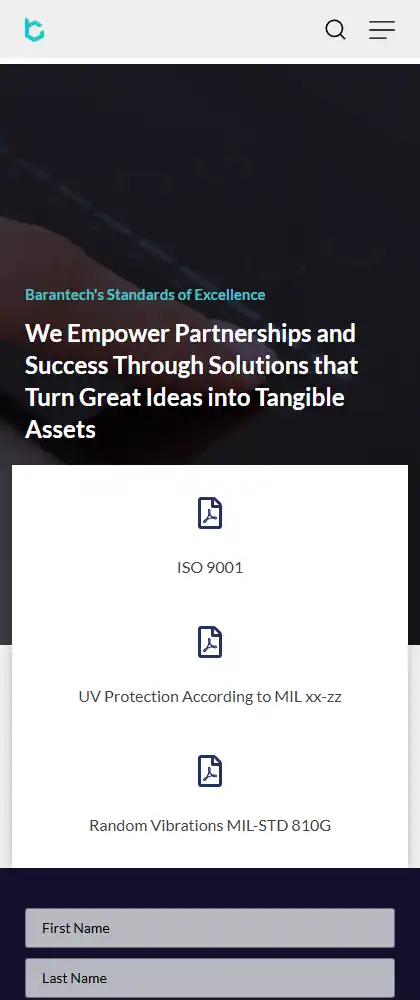 Barantech's Standards of Excellence
We Empower Partnerships and
Success Through Solutions that
Turn Great Ideas into Tangible
Assets
ISO 9001
UV Protection According to MIL xx-zz
Random Vibrations MIL-STD 810G
First Name
Last Name